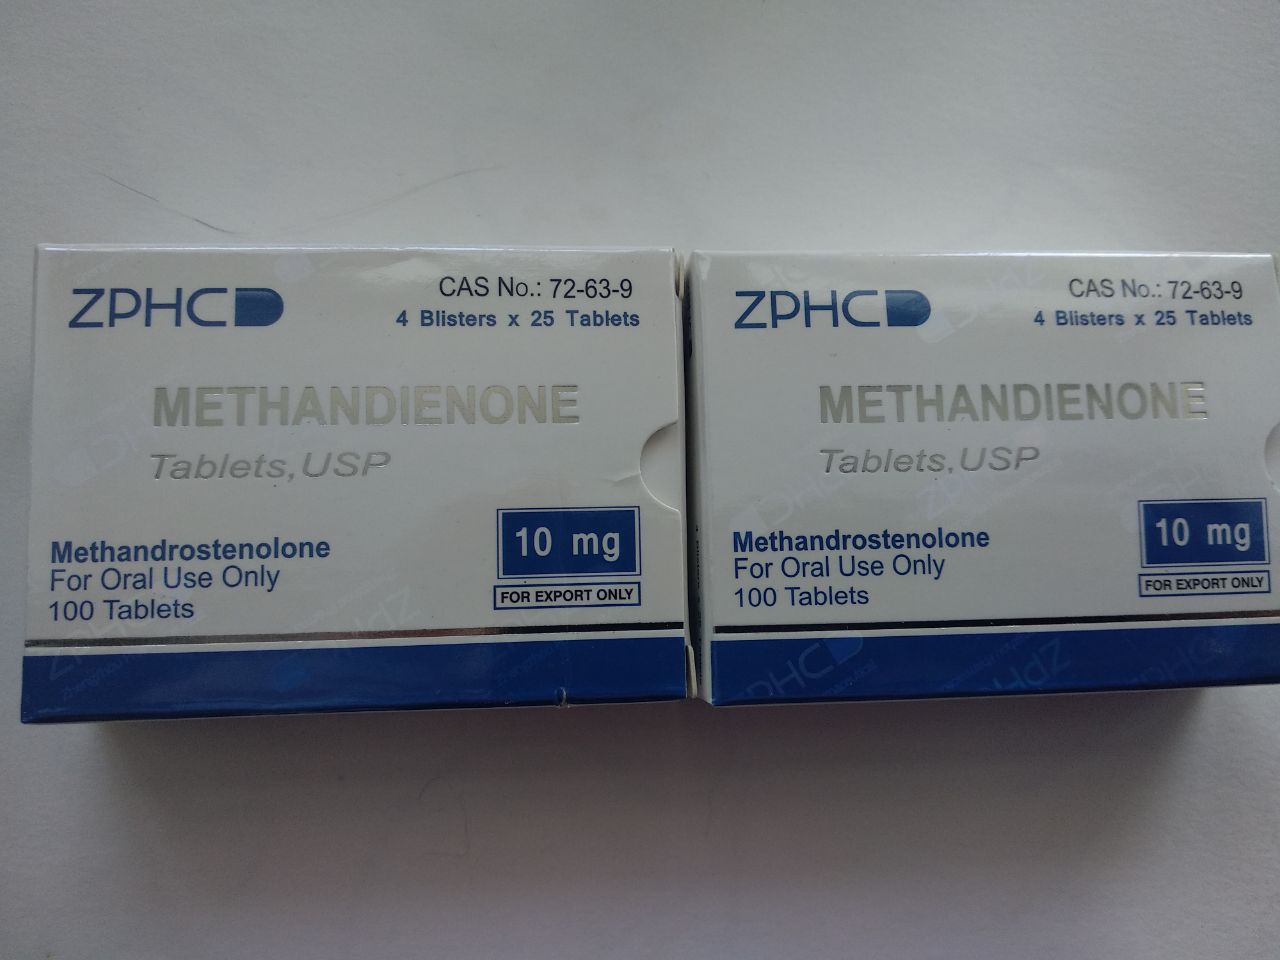 ZPHC
CAS No.: 72-63-9
4 Blisters x 25 Tablets
METHANDIENONE
Tablets, USP
Methandrostenolone
For Oral Use Only
100 Tablets
10 mg
FOR EXPORT ONLY
ZPHC
CAS No.: 72-63-9
4 Blisters x 25 Tablets
METHANDIENONE
Tablets, USP
Methandrostenolone
For Oral Use Only
100 Tablets
10 mg
FOR EXPORT ONLY